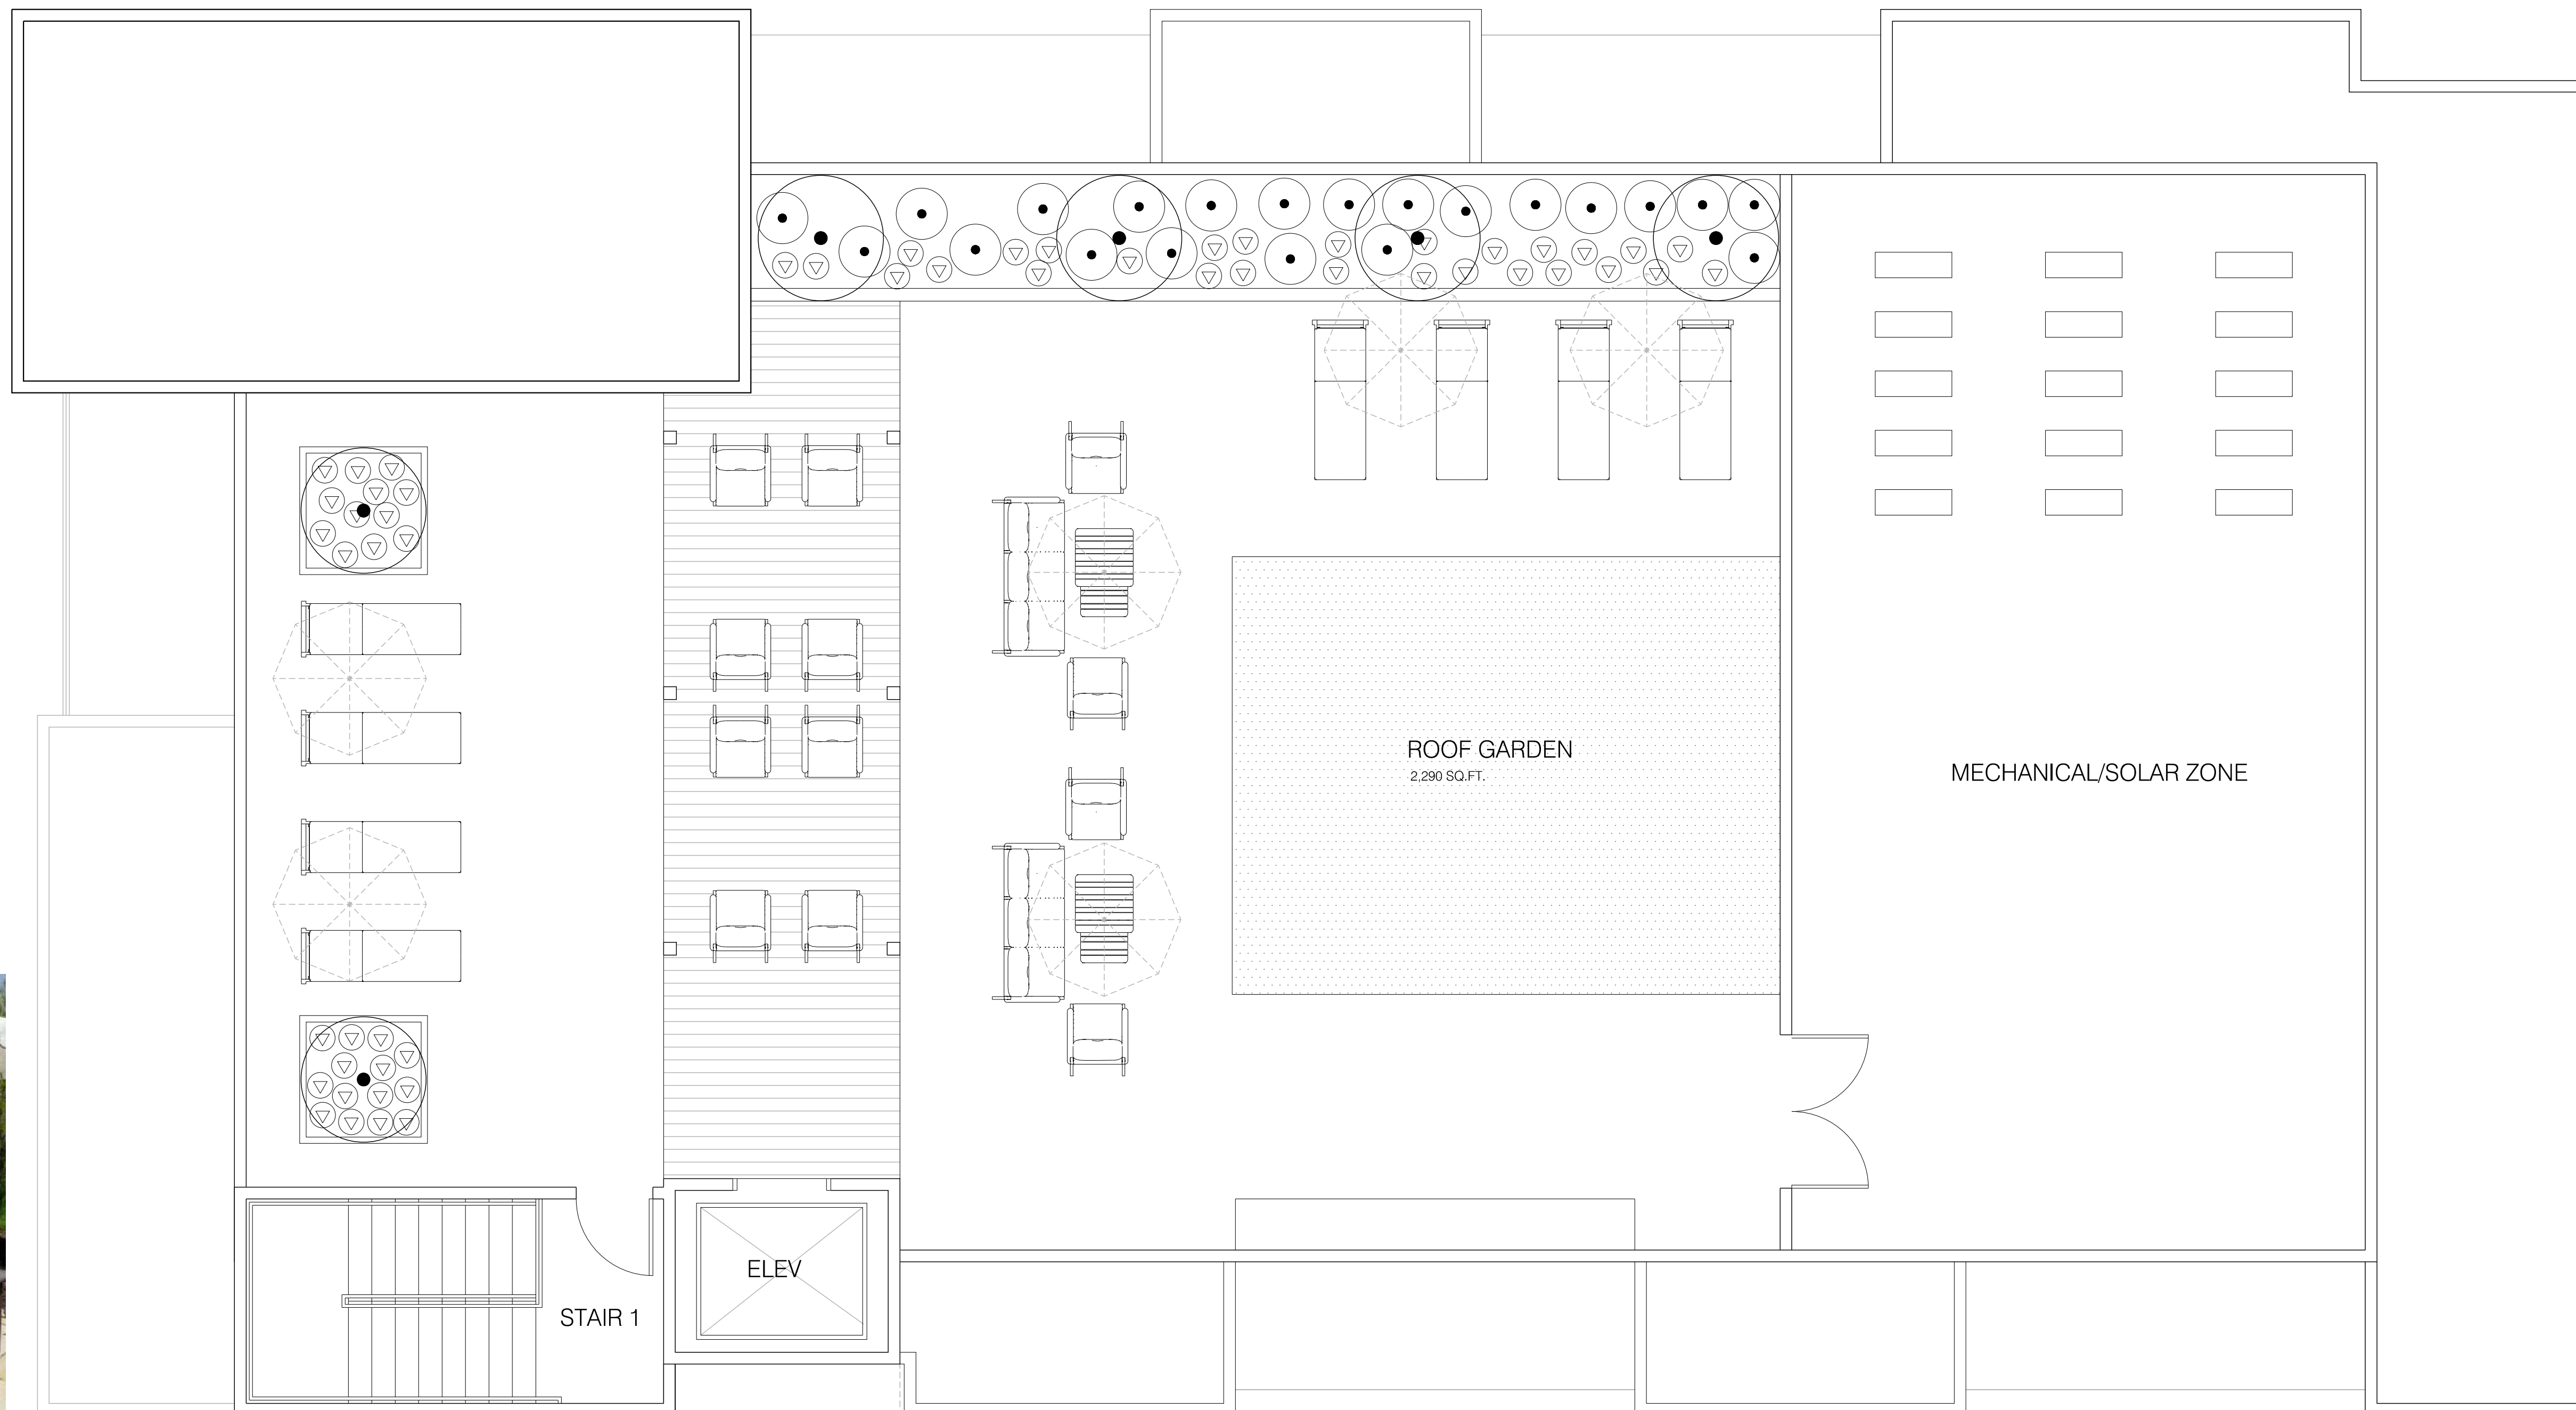 ROOF GARDEN
2,290 SQ.FT.
MECHANICAL/SOLAR ZONE
ELEV
STAIR 1